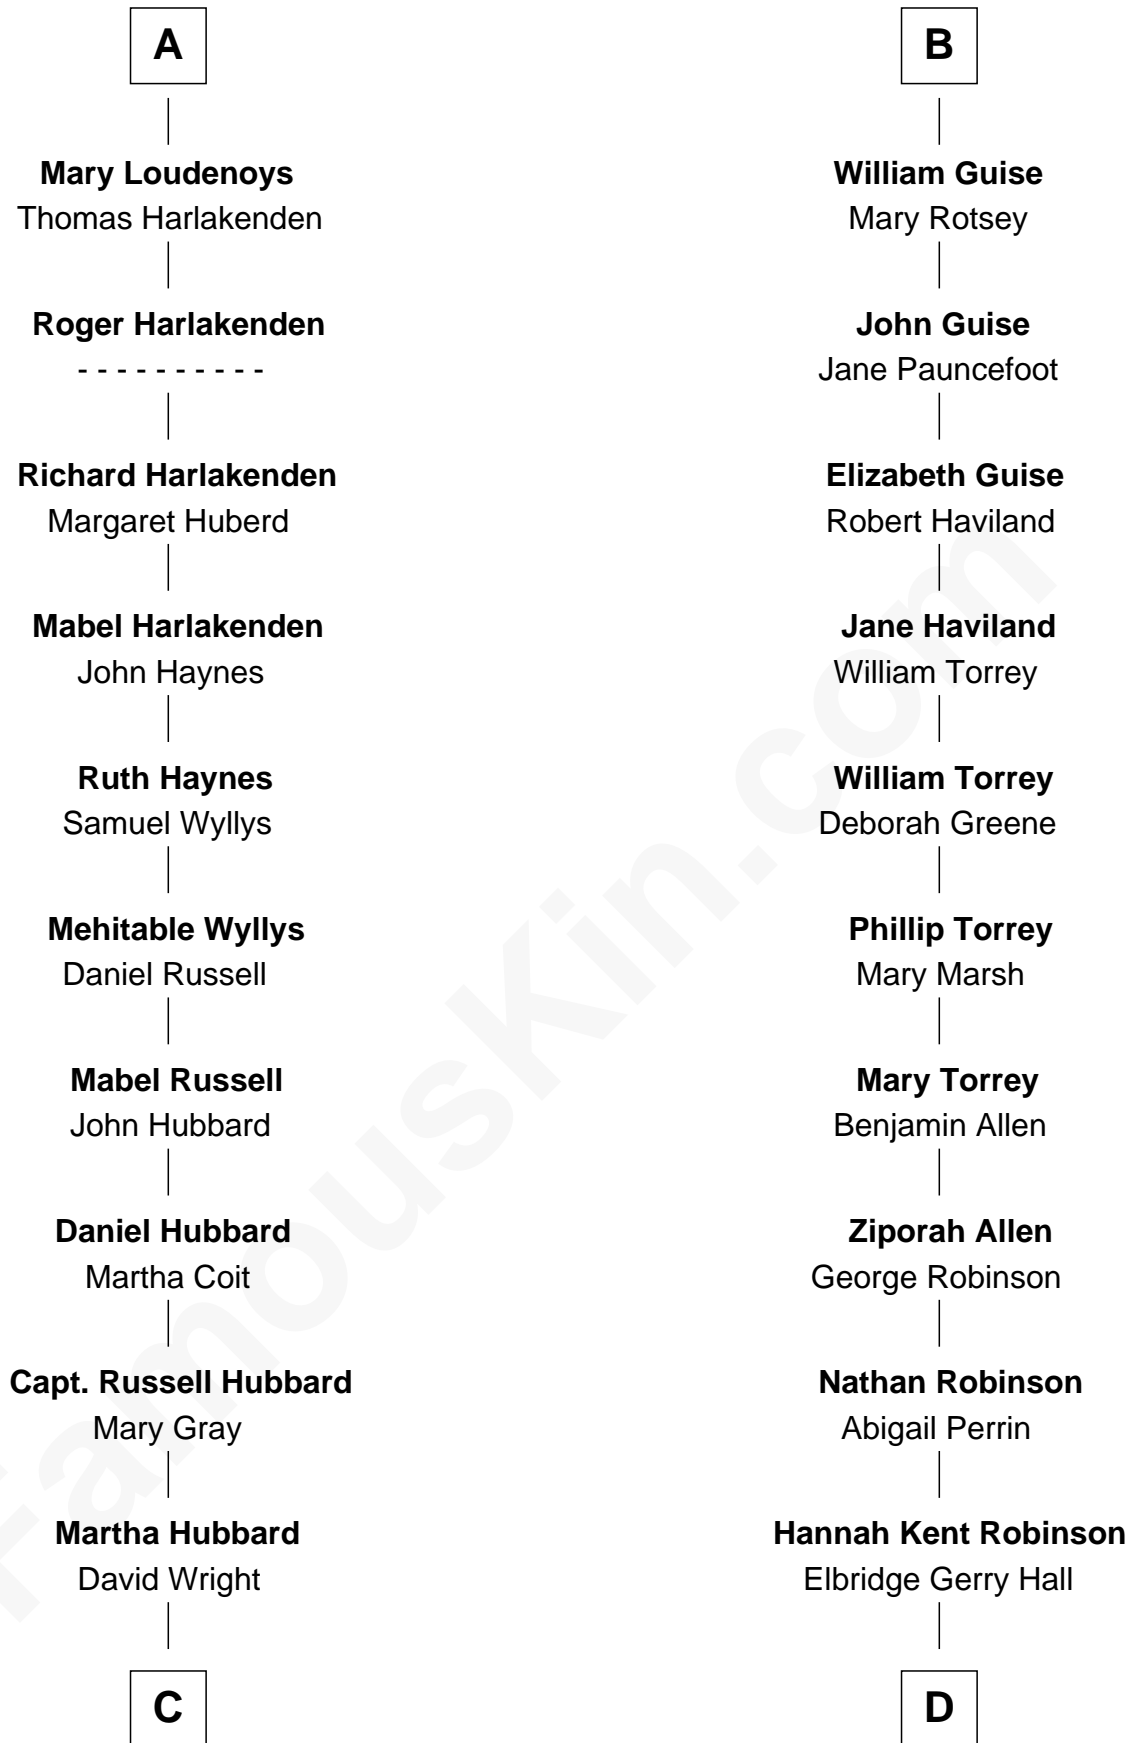 A
Mary Loudenoys
Thomas Harlakenden
Roger Harlakenden
- - - - - - - - - -
Richard Harlakenden
Margaret Huberd
Mabel Harlakenden
John Haynes
Ruth Haynes
Samuel Wyllys
Mehitable Wyllys
Daniel Russell
Mabel Russell
John Hubbard
Daniel Hubbard
Martha Coit
Capt. Russell Hubbard
Mary Gray
Martha Hubbard
David Wright
C
B
William Guise
Mary Rotsey
John Guise
Jane Pauncefoot
Elizabeth Guise
Robert Haviland
Jane Haviland
William Torrey
William Torrey
Deborah Greene
Phillip Torrey
Mary Marsh
Mary Torrey
Benjamin Allen
Ziporah Allen
George Robinson
Nathan Robinson
Abigail Perrin
Hannah Kent Robinson
Elbridge Gerry Hall
D
FamousKin.com